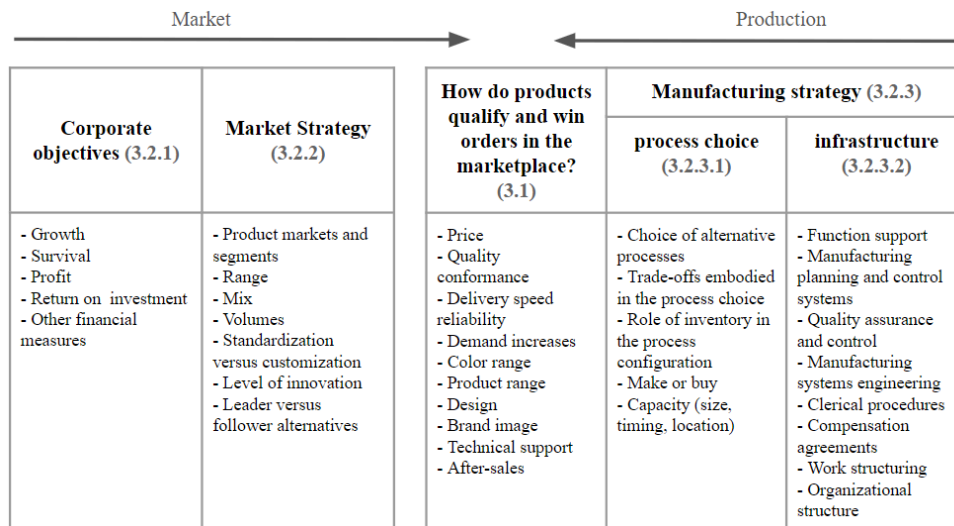 Market
Production
Corporate
objectives (3.2.1)
Market Strategy
(3.2.2)
How do products
qualify and win
orders in the
marketplace?
(3.1)
Manufacturing strategy (3.2.3)
process choice
(3.2.3.1)
infrastructure
(3.2.3.2)
- Growth
- Survival
- Profit
- Return on investment
- Other financial
measures
- Product markets and
segments
- Range
- Mix
- Volumes
- Standardization
versus customization
- Level of innovation
- Leader versus
follower alternatives
- Price
- Quality
conformance
- Delivery speed
reliability
- Demand increases
- Color range
- Product range
- Design
- Brand image
- Technical support
- After-sales
- Choice of alternative
processes
- Trade-offs embodied
in the process choice
- Role of inventory in
the process
configuration
- Make or buy
- Capacity (size,
timing, location)
- Function support
- Manufacturing
planning and control
systems
- Quality assurance
and control
- Manufacturing
systems engineering
- Clerical procedures
- Compensation
agreements
- Work structuring
- Organizational
structure